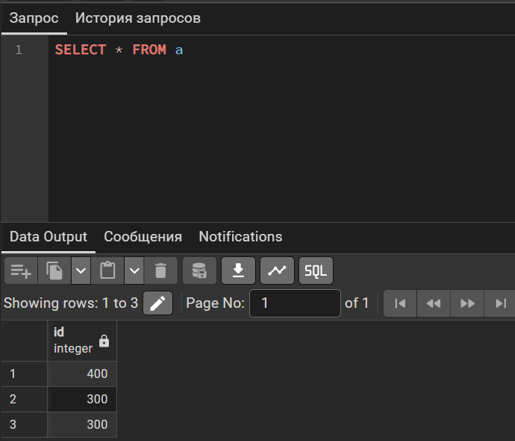 Запрос История запросов
1 SELECT * FROM a
Data Output Сообщения Notifications
SQL
Showing rows: 1 to 3 Page No: 1 of 1
id
integer
1 400
2 300
3 300